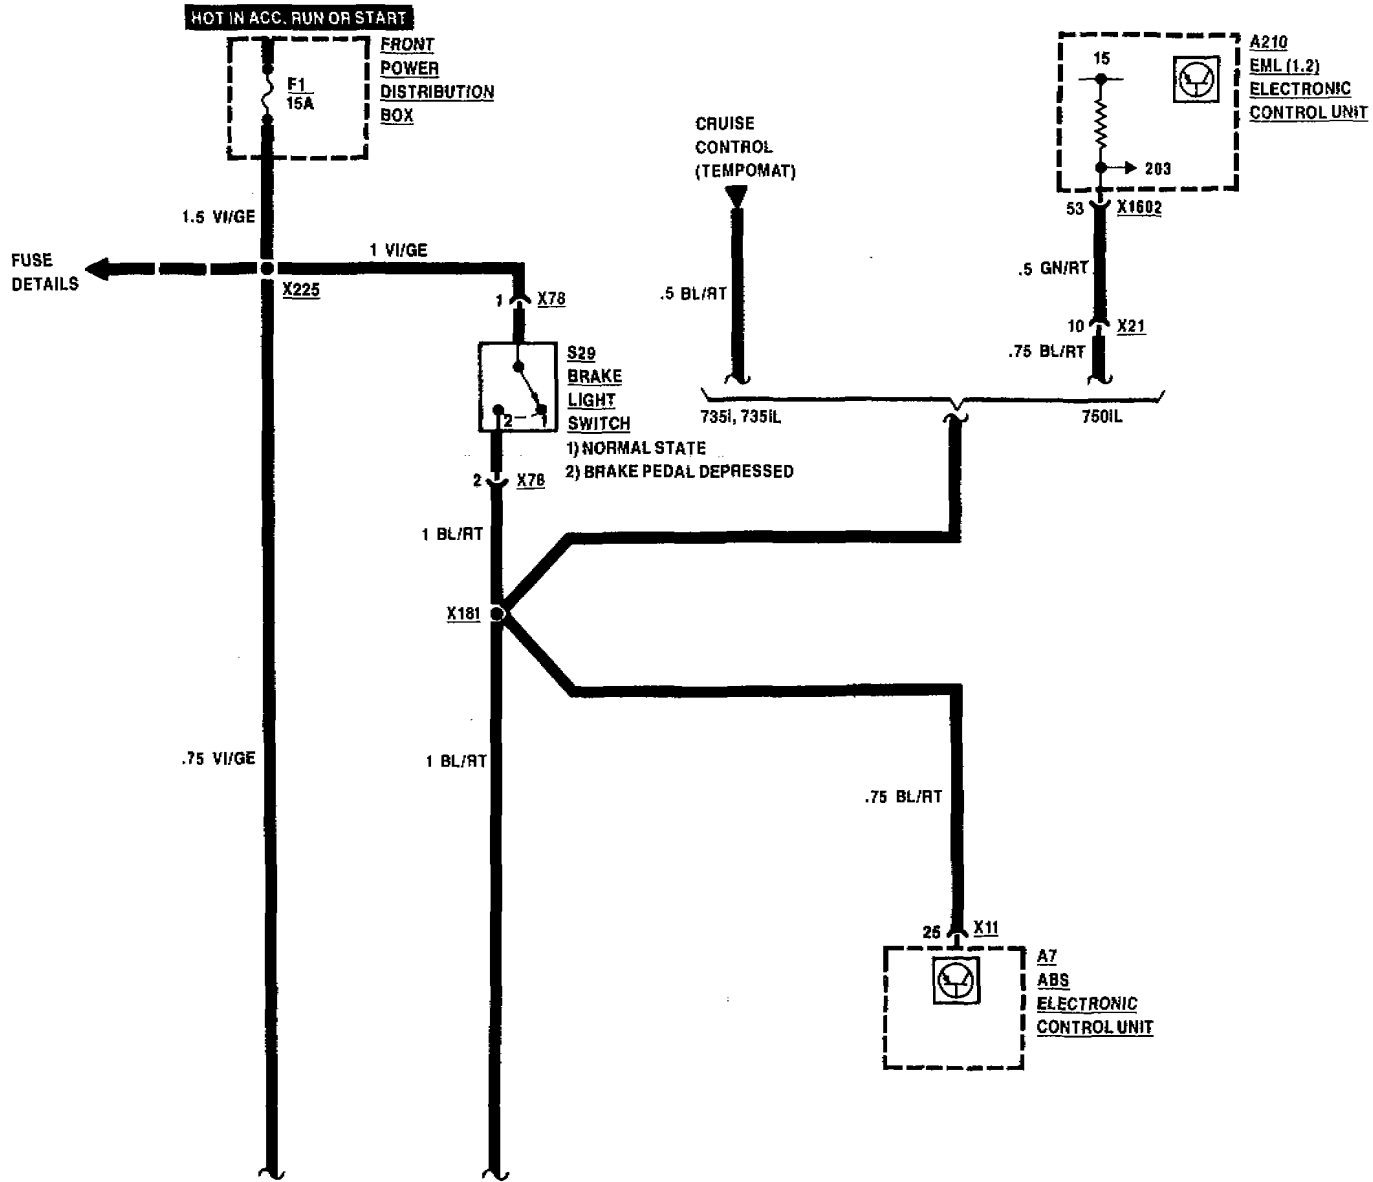 HOT IN ACC. RUN OR START
FRONT
POWER
DISTRIBUTION
BOX
F1
15A
A210
EML (1.2)
ELECTRONIC
CONTROL UNIT
15
203
53 X1602
CRUISE
CONTROL
(TEMPOMAT)
1.5 VI/GE
1 VI/GE
FUSE
DETAILS
X225
1 X78
.5 BL/RT
.5 GN/RT
10 X21
.75 BL/RT
735i, 735iL
750iL
S29
BRAKE
LIGHT
SWITCH
1) NORMAL STATE
2) BRAKE PEDAL DEPRESSED
2
1
2 X78
1 BL/RT
X181
.75 VI/GE
1 BL/RT
.75 BL/RT
25 X11
A7
ABS
ELECTRONIC
CONTROL UNIT